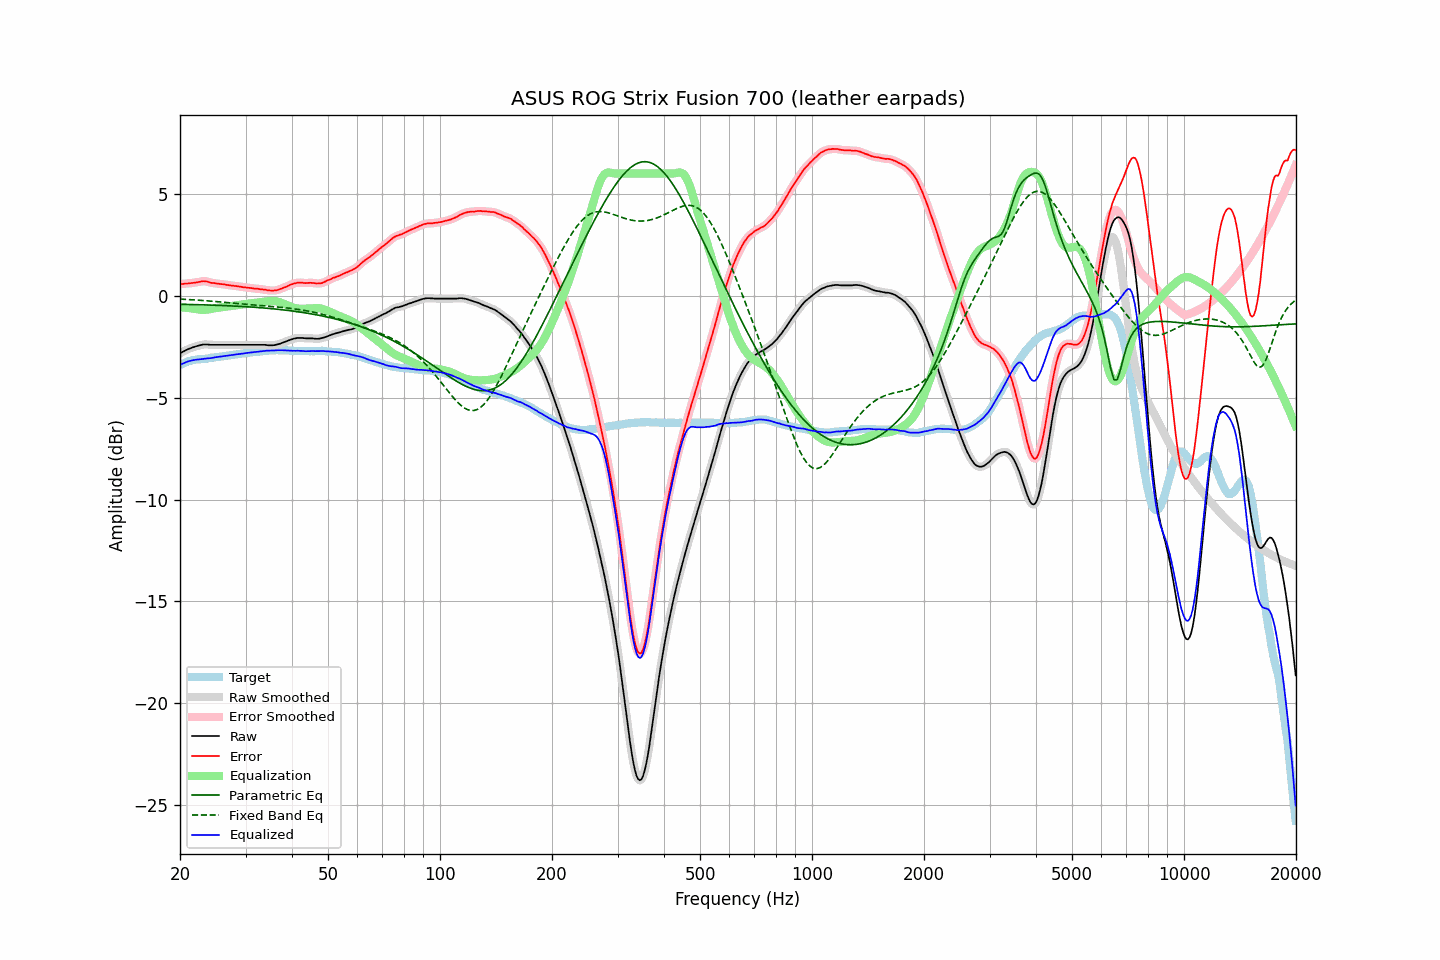 ASUS ROG Strix Fusion 700 (leather earpads)
Amplitude (dBr)
5
0
−5
−10
−15
−20
−25
Target
Raw Smoothed
Error Smoothed
Raw
Error
Equalization
Parametric Eq
Fixed Band Eq
Equalized
20 50 100 200 500 1000 2000 5000 10000 20000
Frequency (Hz)